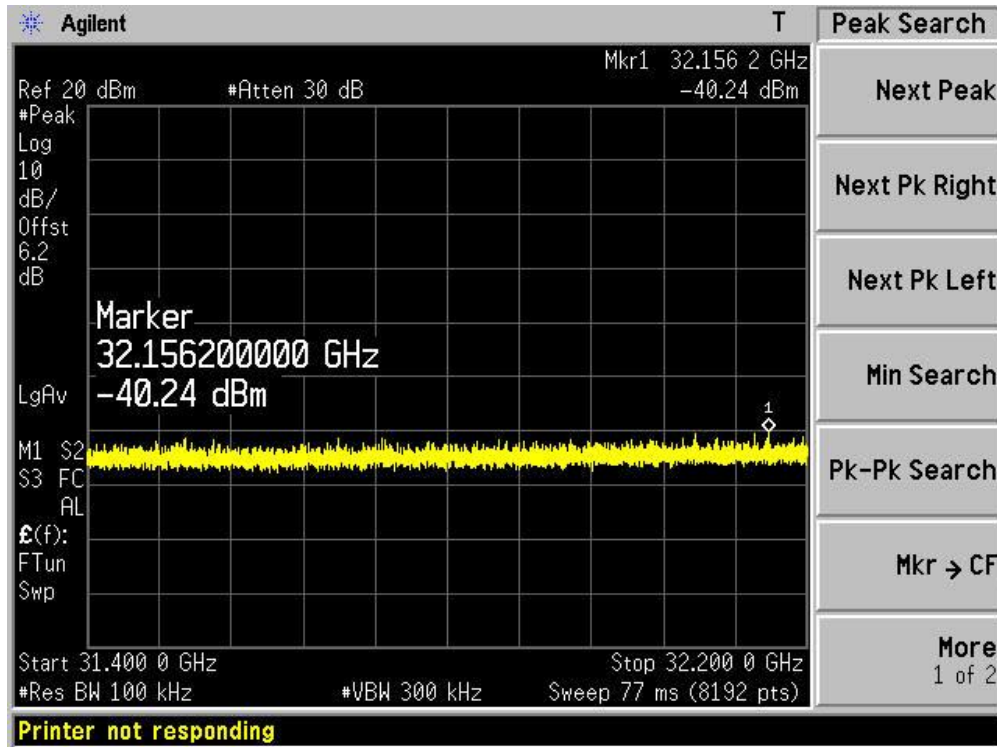 Agilent T Peak Search
Mkr1 32.156 2 GHz
Ref 20 dBm #Atten 30 dB -40.24 dBm
#Peak
Log
10
dB/
Offst
6.2
dB
Marker
32.156200000 GHz
-40.24 dBm
LgAv
1
M1 S2
S3 FC
AL
£(f):
FTun
Swp
Start 31.400 0 GHz Stop 32.200 0 GHz
#Res BW 100 kHz #VBW 300 kHz Sweep 77 ms (8192 pts)
Printer not responding
Next Peak
Next Pk Right
Next Pk Left
Min Search
Pk-Pk Search
Mkr → CF
More
1 of 2